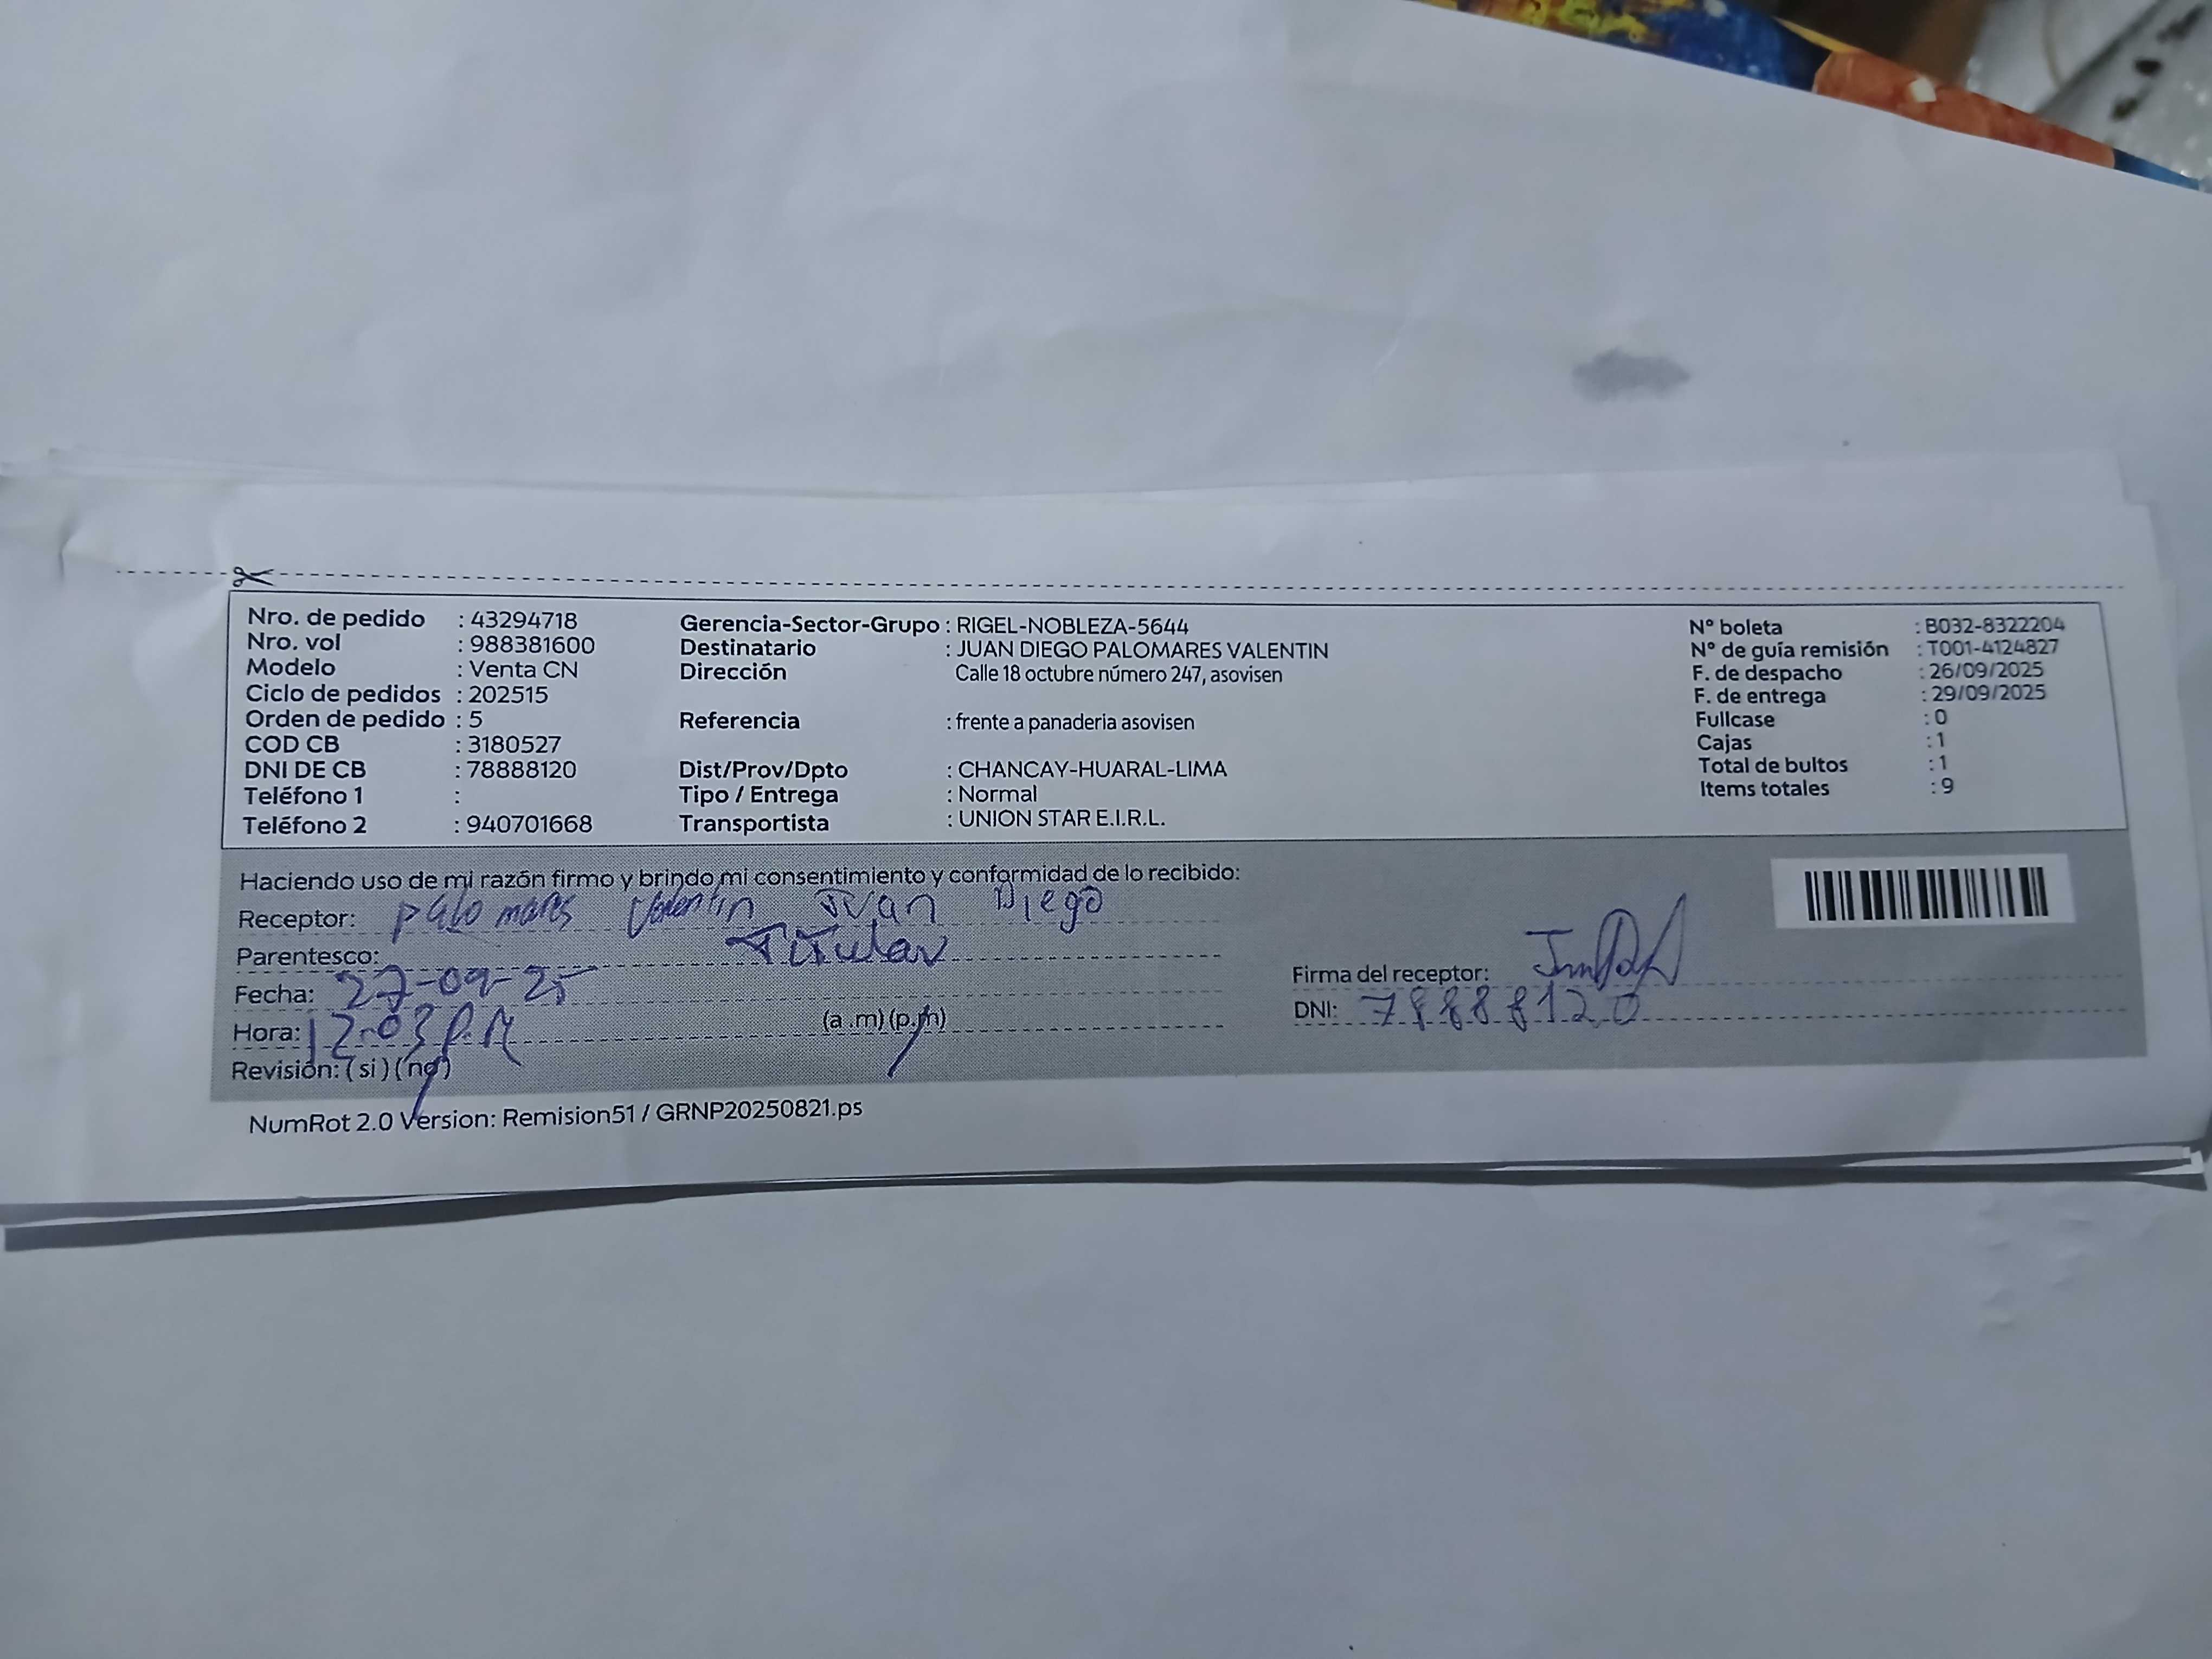 Nro. de pedido : 43294718
Nro. vol : 988381600
Modelo : Venta CN
Ciclo de pedidos : 202515
Orden de pedido : 5
COD CB : 3180527
DNI DE CB : 78888120
Teléfono 1 :
Teléfono 2 : 940701668
Gerencia-Sector-Grupo : RIGEL-NOBLEZA-5644
Destinatario : JUAN DIEGO PALOMARES VALENTIN
Dirección Calle 18 octubre número 247, asovisen
Referencia : frente a panaderia asovisen
Dist/Prov/Dpto : CHANCAY-HUARAL-LIMA
Tipo / Entrega : Normal
Transportista : UNION STAR E.I.R.L.
N° boleta : B032-8322204
N° de guía remisión : T001-4124827
F. de despacho : 26/09/2025
F. de entrega : 29/09/2025
Fullcase : 0
Cajas : 1
Total de bultos : 1
Items totales : 9
Haciendo uso de mi razón firmo y brindo mi consentimiento y conformidad de lo recibido:
Receptor: Palomares Valentin Juan Diego
Parentesco: Titular
Fecha: 27-09-25
Hora: 12:03 P.M (a .m) (p.m)
Revisión: ( si ) ( no )
Firma del receptor:
DNI: 78888120
NumRot 2.0 Version: Remision51 / GRNP20250821.ps